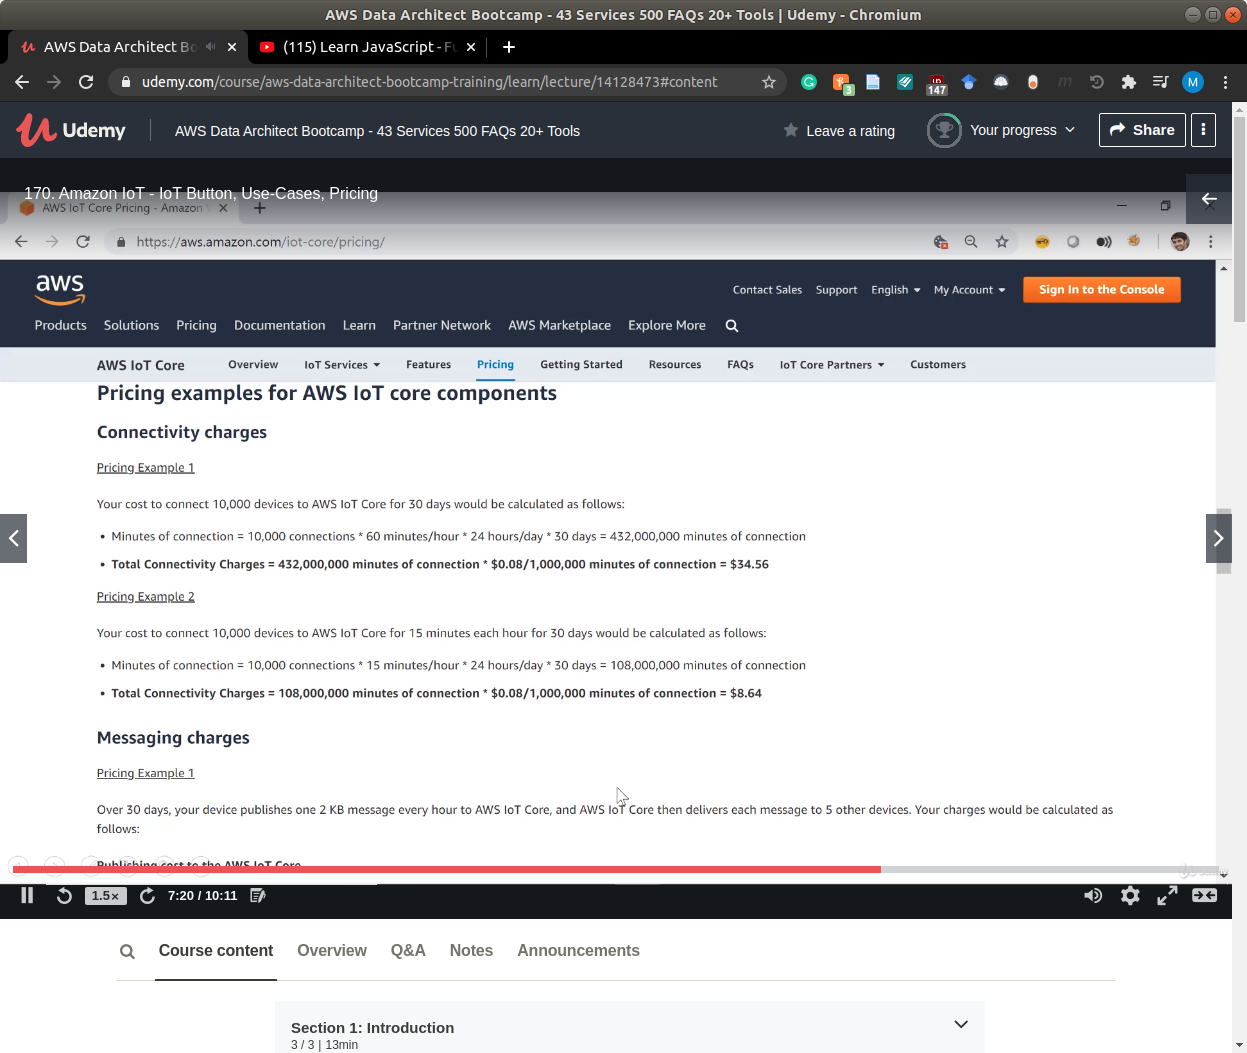 AWS Data Architect Bootcamp - 43 Services 500 FAQs 20+ Tools | Udemy - Chromium
AWS Data Architect Bo
(115) Learn JavaScript - Fu
udemy.com/course/aws-data-architect-bootcamp-training/learn/lecture/14128473#content
3
147
M
Udemy
AWS Data Architect Bootcamp - 43 Services 500 FAQs 20+ Tools
Leave a rating
Your progress
Share
170. Amazon IoT - IoT Button, Use-Cases, Pricing
AWS IoT Core Pricing - Amazon
https://aws.amazon.com/iot-core/pricing/
aws
Contact Sales Support English My Account Sign In to the Console
Products Solutions Pricing Documentation Learn Partner Network AWS Marketplace Explore More
AWS IoT Core Overview IoT Services Features Pricing Getting Started Resources FAQs IoT Core Partners Customers
Pricing examples for AWS IoT core components
Connectivity charges
Pricing Example 1
Your cost to connect 10,000 devices to AWS IoT Core for 30 days would be calculated as follows:
• Minutes of connection = 10,000 connections * 60 minutes/hour * 24 hours/day * 30 days = 432,000,000 minutes of connection
• Total Connectivity Charges = 432,000,000 minutes of connection * $0.08/1,000,000 minutes of connection = $34.56
Pricing Example 2
Your cost to connect 10,000 devices to AWS IoT Core for 15 minutes each hour for 30 days would be calculated as follows:
• Minutes of connection = 10,000 connections * 15 minutes/hour * 24 hours/day * 30 days = 108,000,000 minutes of connection
• Total Connectivity Charges = 108,000,000 minutes of connection * $0.08/1,000,000 minutes of connection = $8.64
Messaging charges
Pricing Example 1
Over 30 days, your device publishes one 2 KB message every hour to AWS IoT Core, and AWS IoT Core then delivers each message to 5 other devices. Your charges would be calculated as
follows:
Publishing cost to the AWS IoT Core
1.5×
7:20 / 10:11
Course content Overview Q&A Notes Announcements
Section 1: Introduction
3 / 3 | 13min